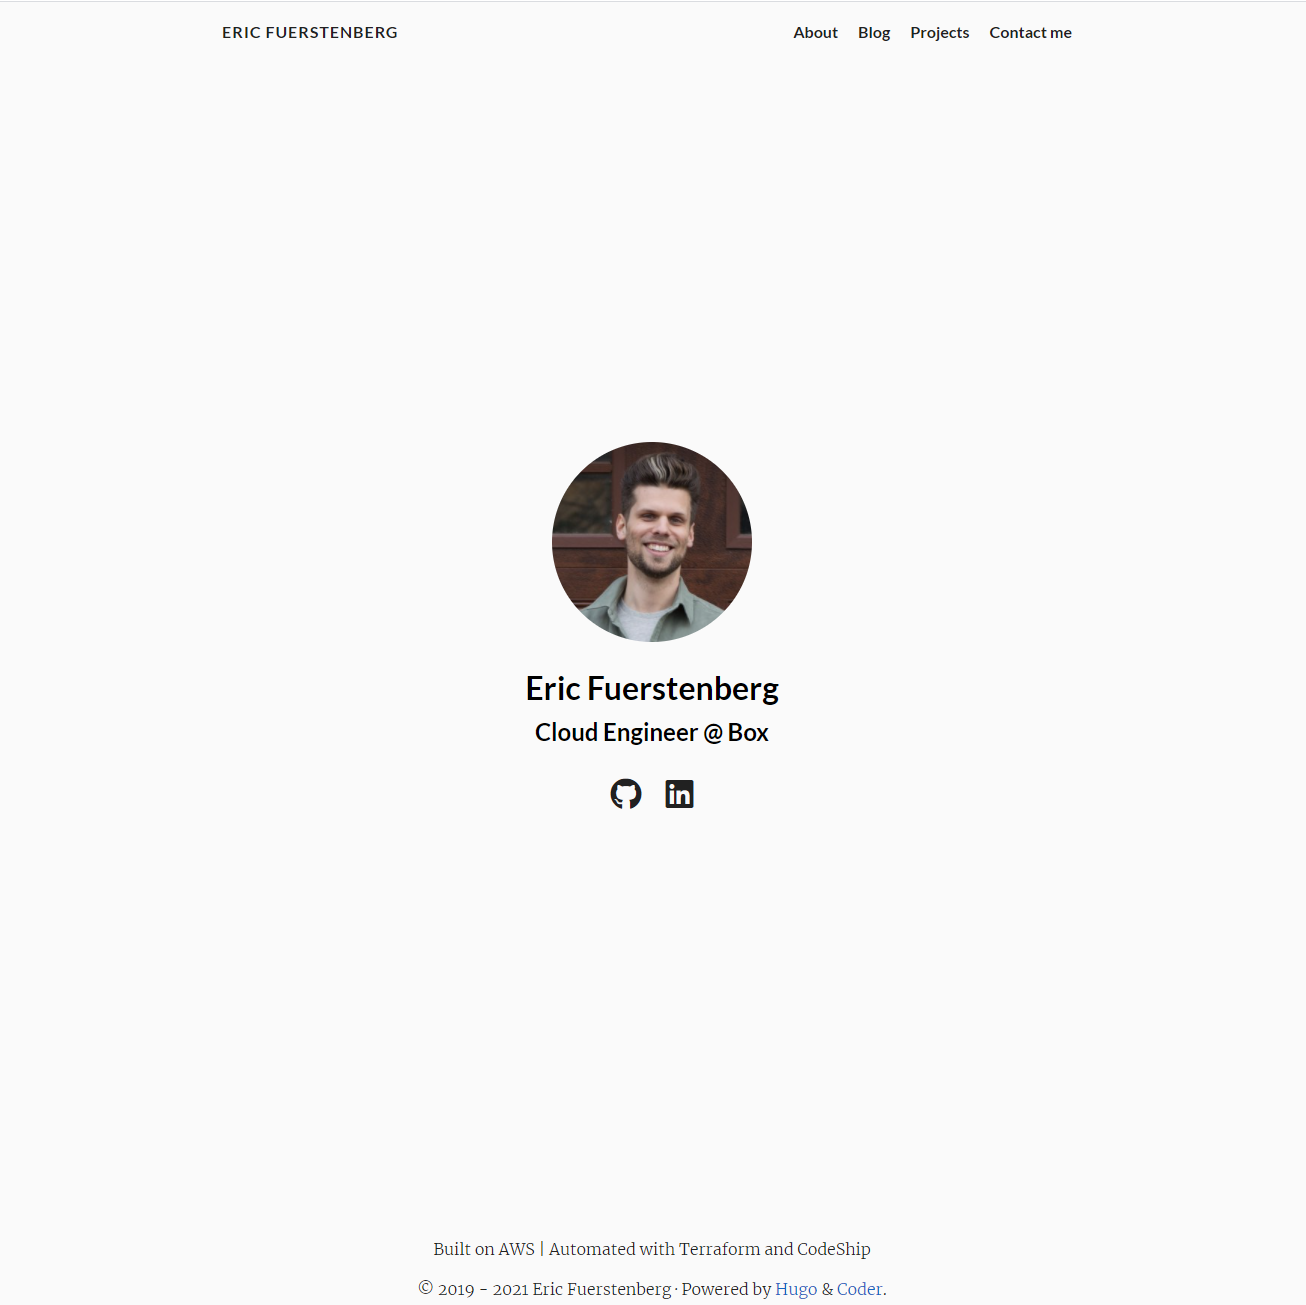 ERIC FUERSTENBERG
About Blog Projects Contact me
Eric Fuerstenberg
Cloud Engineer @ Box
in
Built on AWS | Automated with Terraform and CodeShip
© 2019 - 2021 Eric Fuerstenberg · Powered by Hugo & Coder.